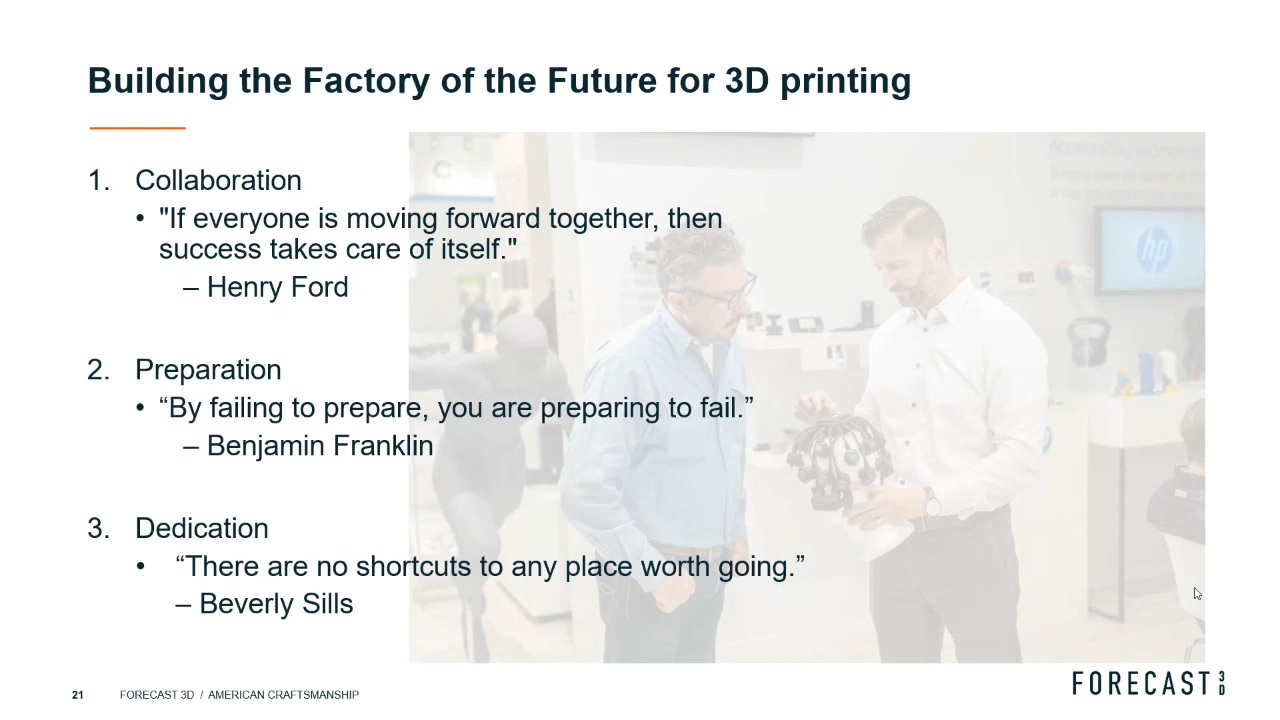 Building the Factory of the Future for 3D printing
1. Collaboration
• "If everyone is moving forward together, then
success takes care of itself."
– Henry Ford
2. Preparation
• “By failing to prepare, you are preparing to fail.”
– Benjamin Franklin
3. Dedication
• “There are no shortcuts to any place worth going.”
– Beverly Sills
hp
21 FORECAST 3D / AMERICAN CRAFTSMANSHIP
FORECAST 3D